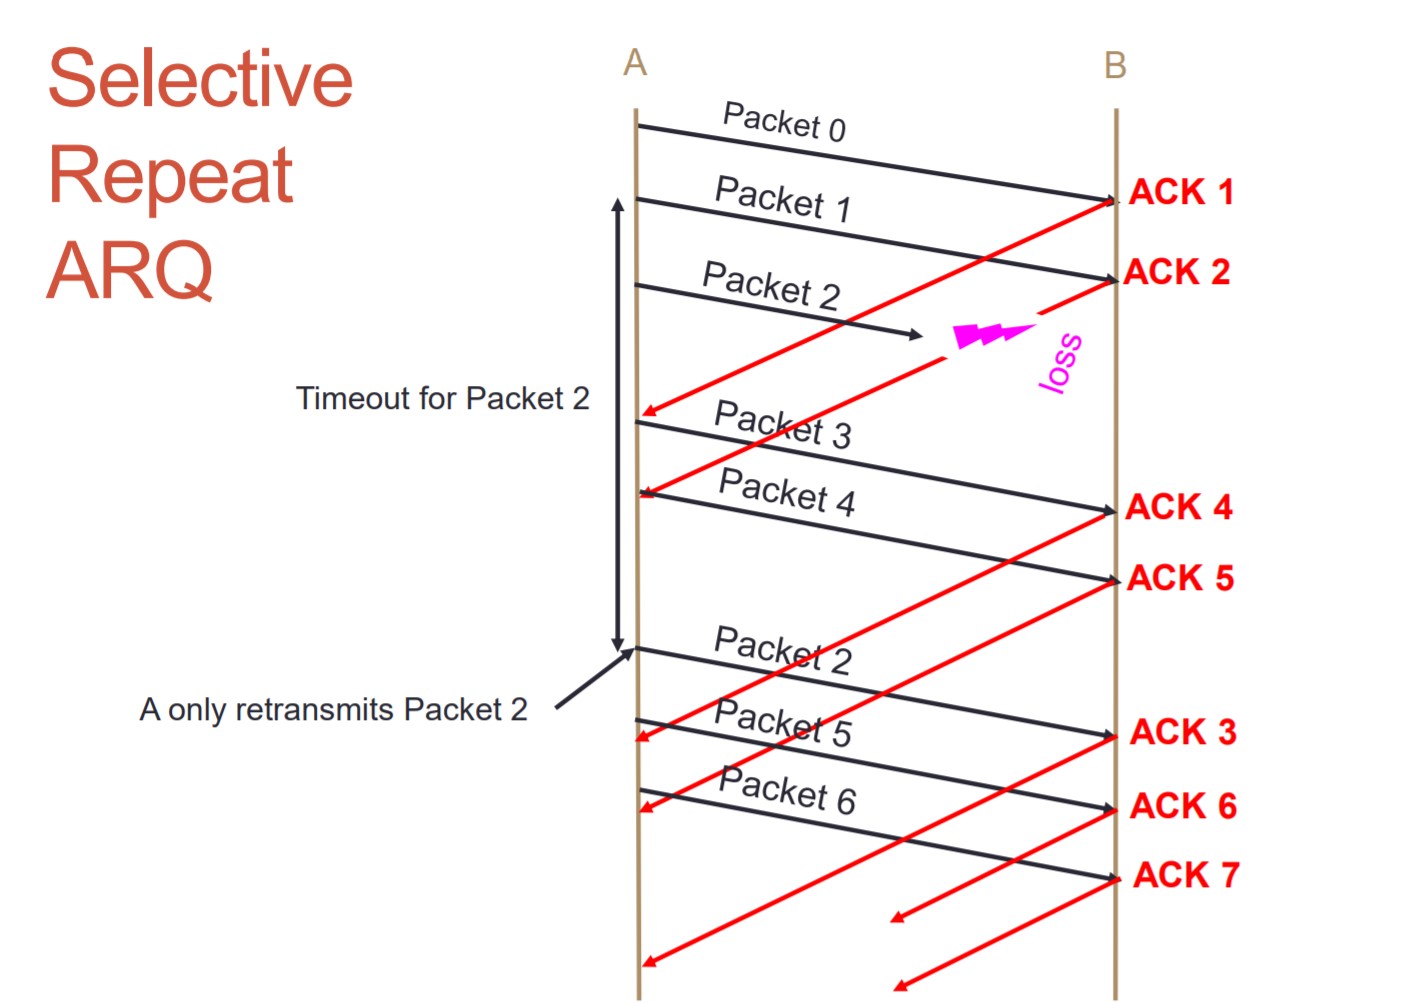 Selective
Repeat
ARQ
A
B
Packet 0
ACK 1
Packet 1
ACK 2
Packet 2
loss
Timeout for Packet 2
Packet 3
Packet 4
ACK 4
ACK 5
Packet 2
A only retransmits Packet 2
Packet 5
ACK 3
Packet 6
ACK 6
ACK 7